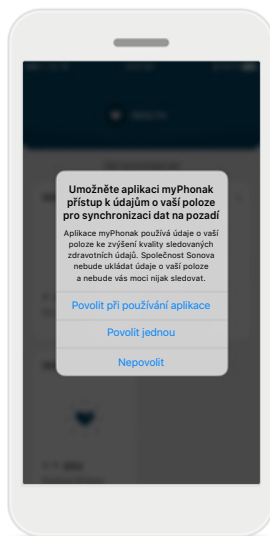 Umožněte aplikaci myPhonak
přístup k údajům o vaší poloze
pro synchronizaci dat na pozadí
Aplikace myPhonak používá údaje o vaší
poloze ke zvýšení kvality sledovaných
zdravotních údajů. Společnost Sonova
nebude ukládat údaje o vaší poloze
a nebude vás moci nijak sledovat.
Povolit při používání aplikace
Povolit jednou
Nepovolit